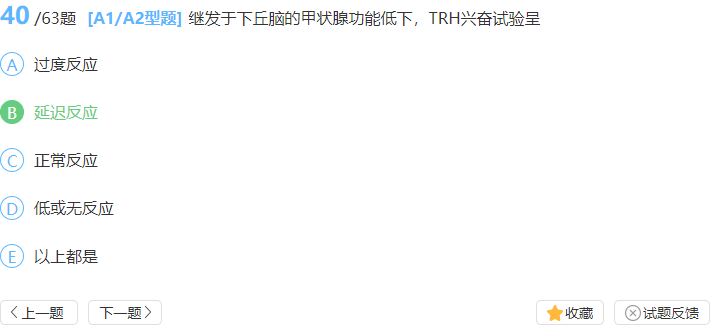 40/63题 [A1/A2型题] 继发于下丘脑的甲状腺功能低下，TRH兴奋试验呈
A 过度反应
B 延迟反应
C 正常反应
D 低或无反应
E 以上都是
上一题 下一题 收藏 试题反馈